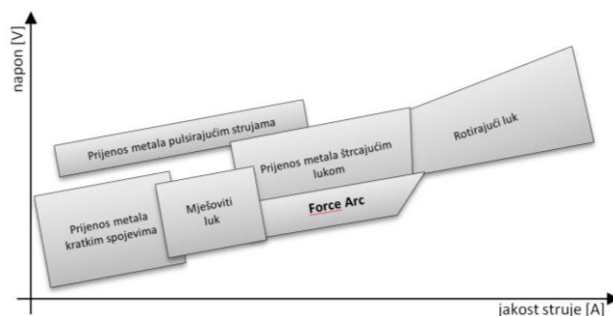 napon [V]
Prijenos metala pulsirajućim strujama
Prijenos metala štrcajućim
lukom
Rotirajući luk
Prijenos metala
kratkim spojevima
Mješoviti
luk
Force Arc
jakost struje [A]